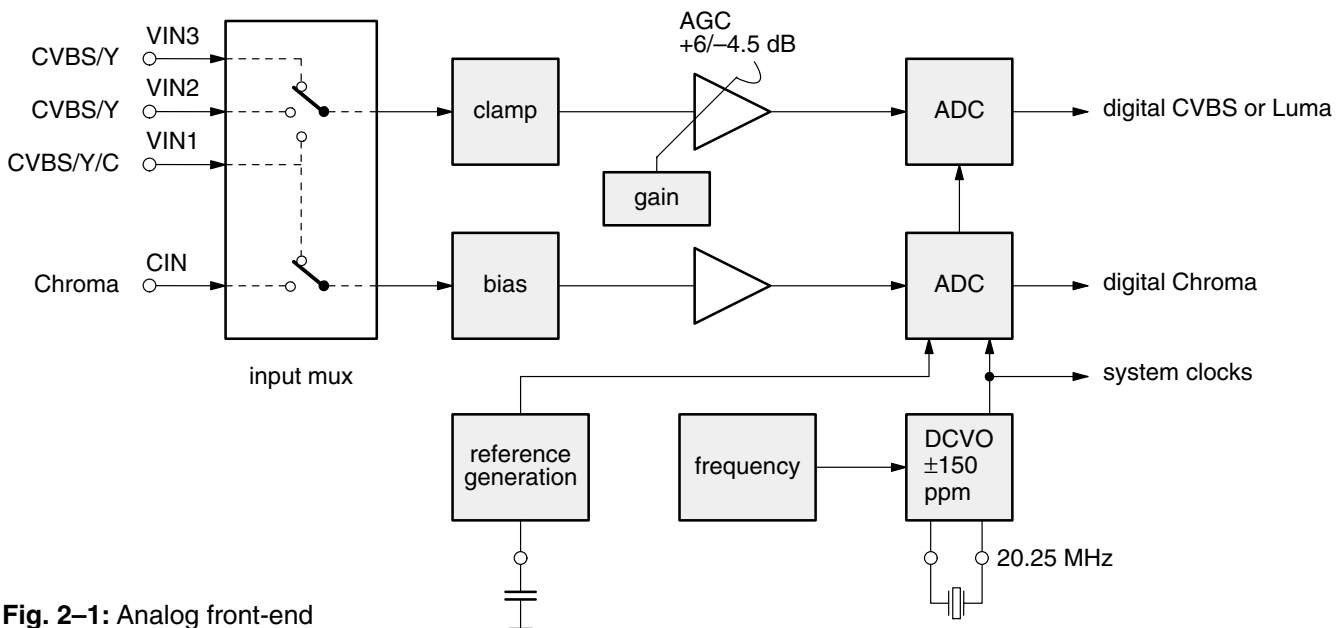 AGC
+6/–4.5 dB
VIN3
CVBS/Y
VIN2
CVBS/Y
VIN1
CVBS/Y/C
clamp
ADC
digital CVBS or Luma
gain
CIN
Chroma
bias
ADC
digital Chroma
input mux
system clocks
reference
generation
frequency
DCVO
±150
ppm
20.25 MHz
Fig. 2–1: Analog front-end